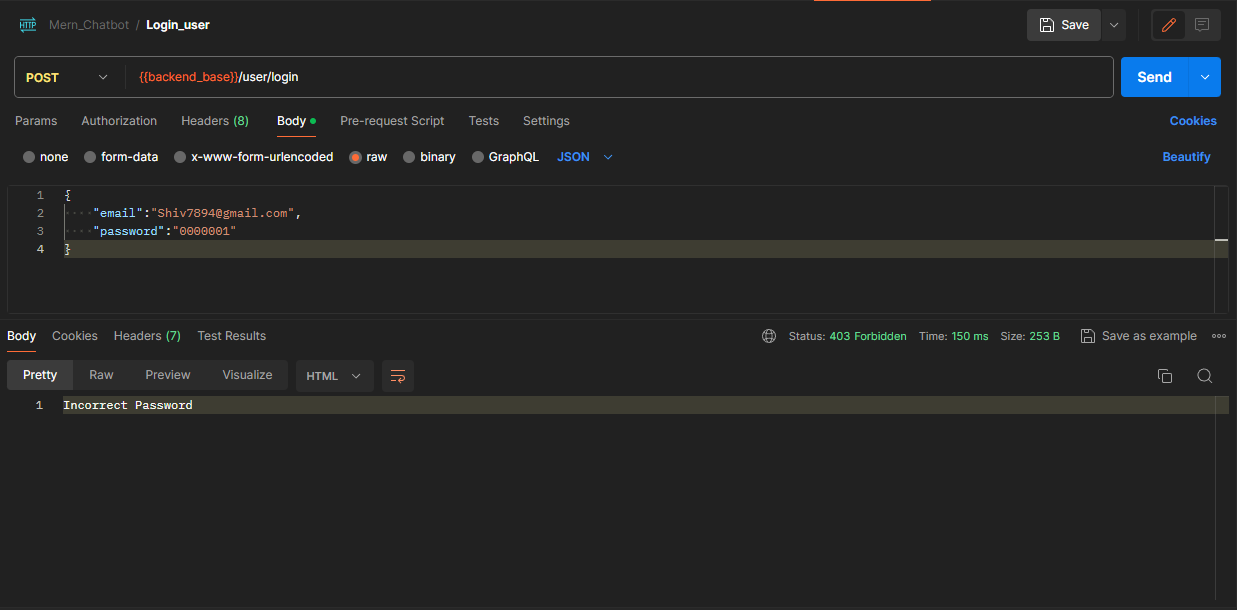 HTTP Mern_Chatbot / Login_user Save
POST {{backend_base}}/user/login Send
Params Authorization Headers (8) Body Pre-request Script Tests Settings Cookies
none form-data x-www-form-urlencoded raw binary GraphQL JSON Beautify
1 {
2 ····"email":"Shiv7894@gmail.com",
3 ····"password":"0000001"
4 }
Body Cookies Headers (7) Test Results Status: 403 Forbidden Time: 150 ms Size: 253 B Save as example
Pretty Raw Preview Visualize HTML
1 Incorrect Password